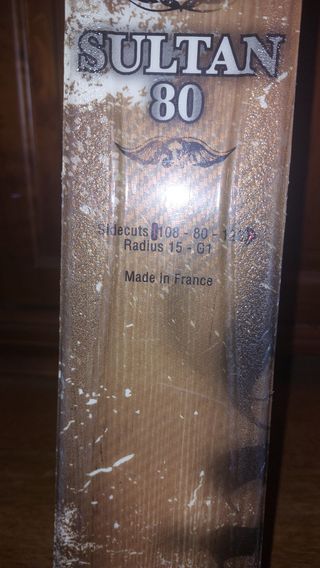 SULTAN
80
Sidecuts 108 - 80 -
Radius 15 - G1
Made in France